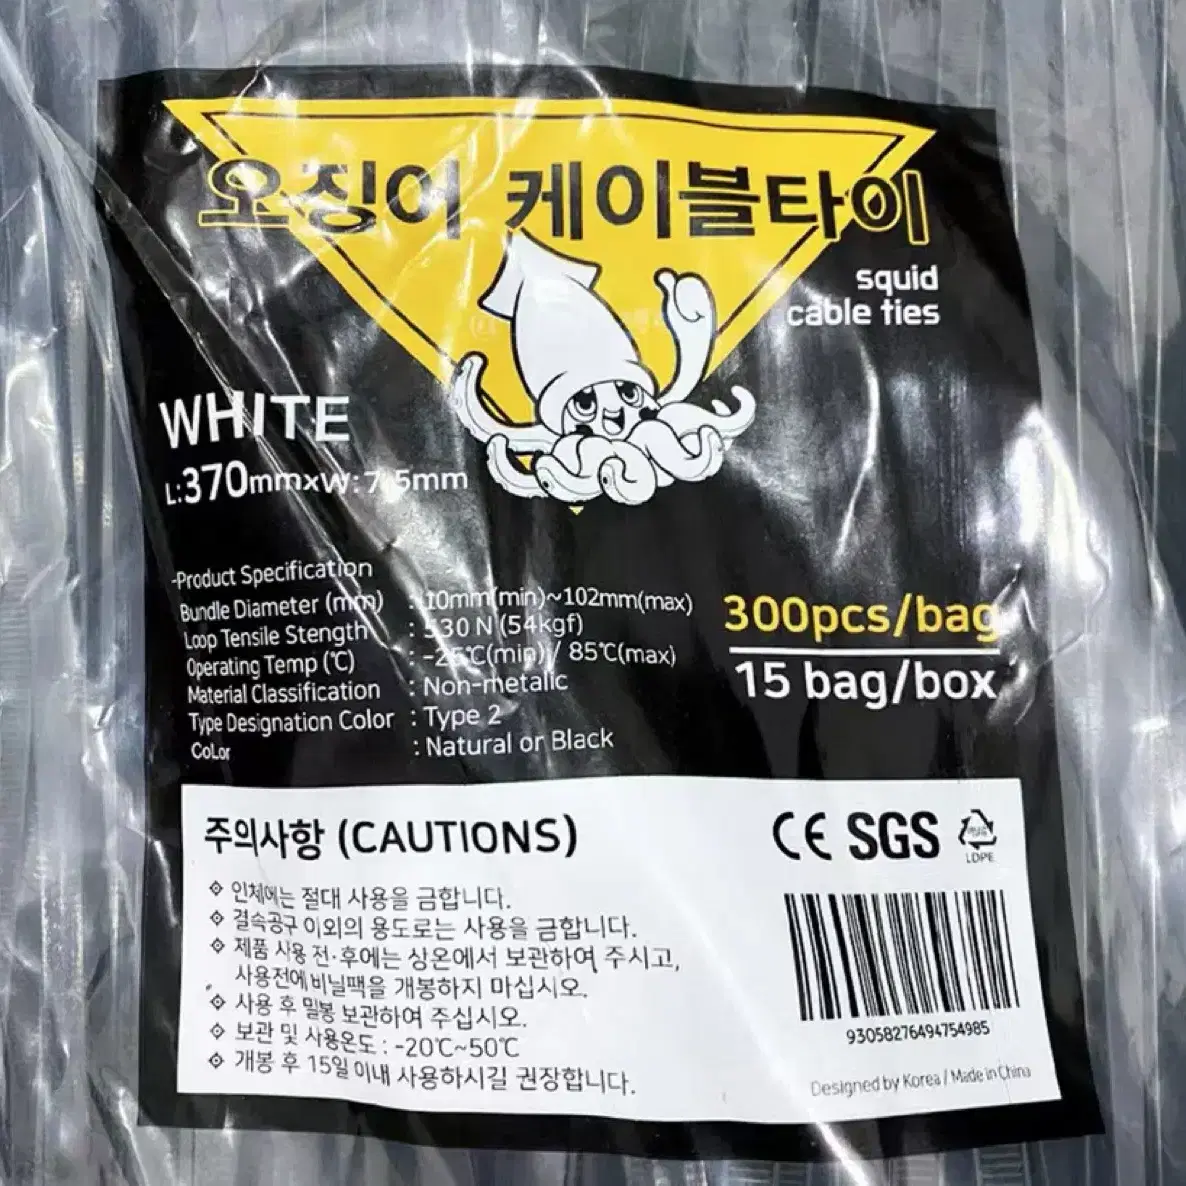 오징어 케이블타이
squid
cable ties
WHITE
L:370mmxW:7.5mm
-Product Specification
Bundle Diameter (mm) : 10mm(min)~102mm(max)
Loop Tensile Stength : 530 N (54kgf)
Operating Temp (℃) : -25℃(min) / 85℃(max)
Material Classification : Non-metalic
Type Designation Color : Type 2
CoLor : Natural or Black
300pcs/bag
15 bag/box
주의사항 (CAUTIONS)
인체에는 절대 사용을 금합니다.
결속공구 이외의 용도로는 사용을 금합니다.
제품 사용 전·후에는 상온에서 보관하여 주시고,
사용전에 비닐팩을 개봉하지 마십시오.
사용 후 밀봉 보관하여 주십시오.
보관 및 사용온도 : -20℃~50℃
개봉 후 15일 이내 사용하시길 권장합니다.
CE SGS
LDPE
93058276494754985
Designed by Korea / Made in China